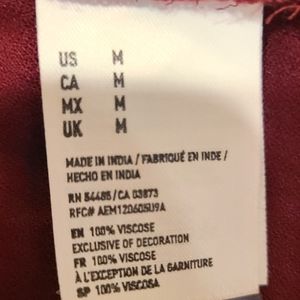 US M
CA M
MX M
UK M
MADE IN INDIA / FABRIQUÉ EN INDE /
HECHO EN INDIA
RN 54485/CA 03873
RFC# AEM120605U9A
EN 100% VISCOSE
EXCLUSIVE OF DECORATION
FR 100% VISCOSE
À L'EXCEPTION DE LA GARNITURE
SP 100% VISCOSA